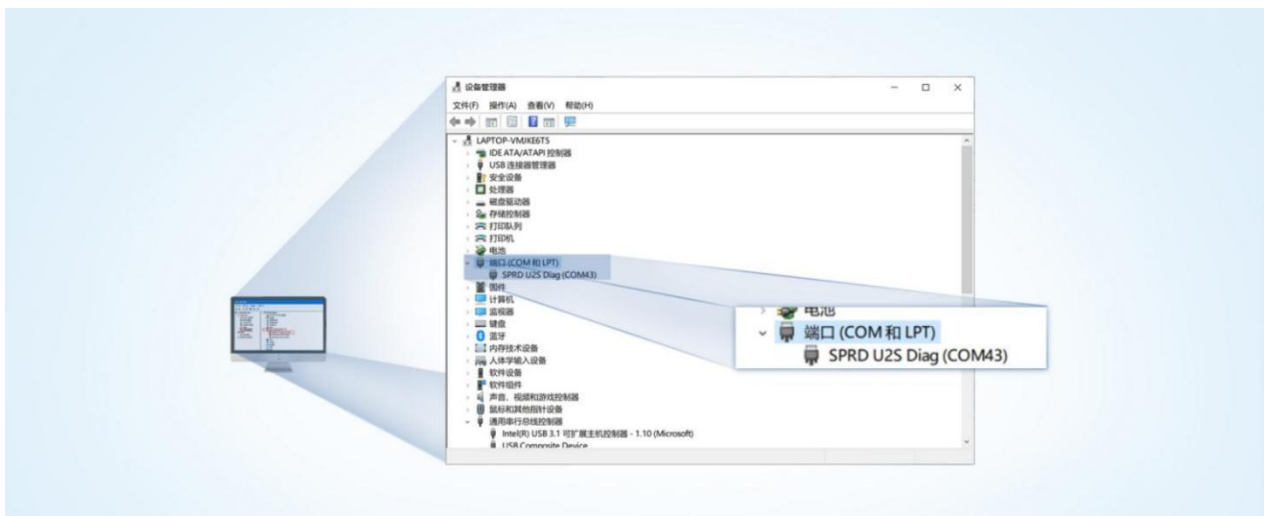 设备管理器
文件(F) 操作(A) 查看(V) 帮助(H)
LAPTOP-VMJKE6TS
IDE ATA/ATAPI 控制器
USB 连接器管理器
安全设备
处理器
磁盘驱动器
存储控制器
打印队列
打印机
电池
端口 (COM 和 LPT)
SPRD U2S Diag (COM43)
固件
计算机
监视器
键盘
蓝牙
内存技术设备
人体学输入设备
软件设备
软件组件
声音、视频和游戏控制器
鼠标和其他指针设备
通用串行总线控制器
Intel(R) USB 3.1 可扩展主机控制器 - 1.10 (Microsoft)
USB Composite Device
电池
端口 (COM 和 LPT)
SPRD U2S Diag (COM43)